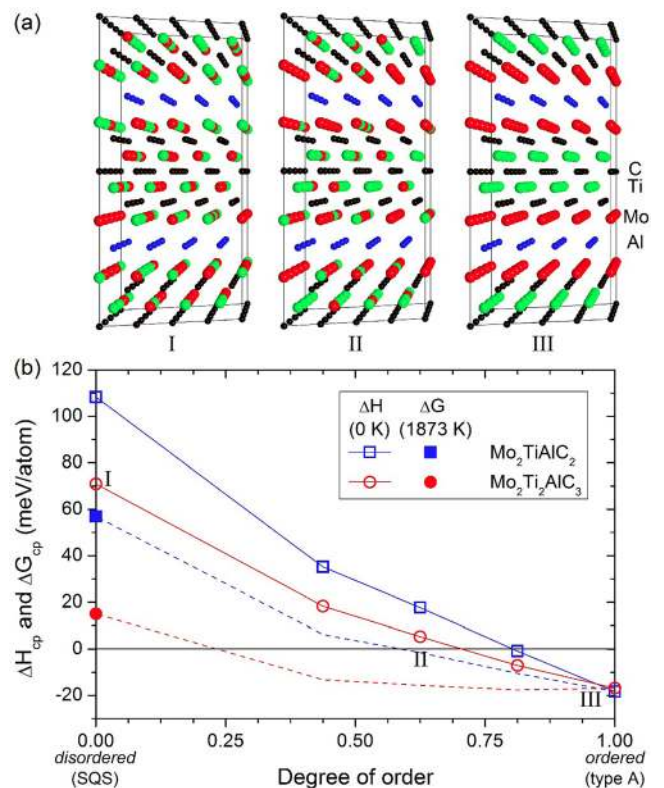 (a)
C
Ti
Mo
Al
I II III
(b)
120
100
80
60
40
20
0
-20
ΔH_cp and ΔG_cp (meV/atom)
ΔH ΔG
(0 K) (1873 K)
Mo₂TiAlC₂
Mo₂Ti₂AlC₃
I
II
III
0.00 0.25 0.50 0.75 1.00
disordered
(SQS)
Degree of order
ordered
(type A)